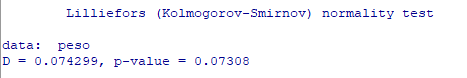 Lilliefors (Kolmogorov-Smirnov) normality test
data:  peso
D = 0.074299, p-value = 0.07308